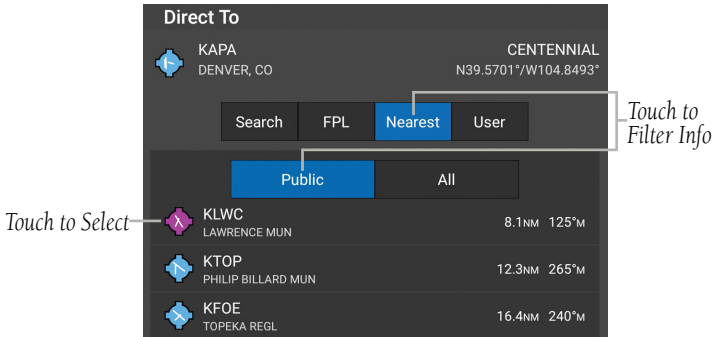 Direct To
KAPA
CENTENNIAL
DENVER, CO
N39.5701°/W104.8493°
Search FPL Nearest User
Touch to
Filter Info
Public All
Touch to Select
KLWC
LAWRENCE MUN
8.1NM 125°M
KTOP
PHILIP BILLARD MUN
12.3NM 265°M
KFOE
TOPEKA REGL
16.4NM 240°M